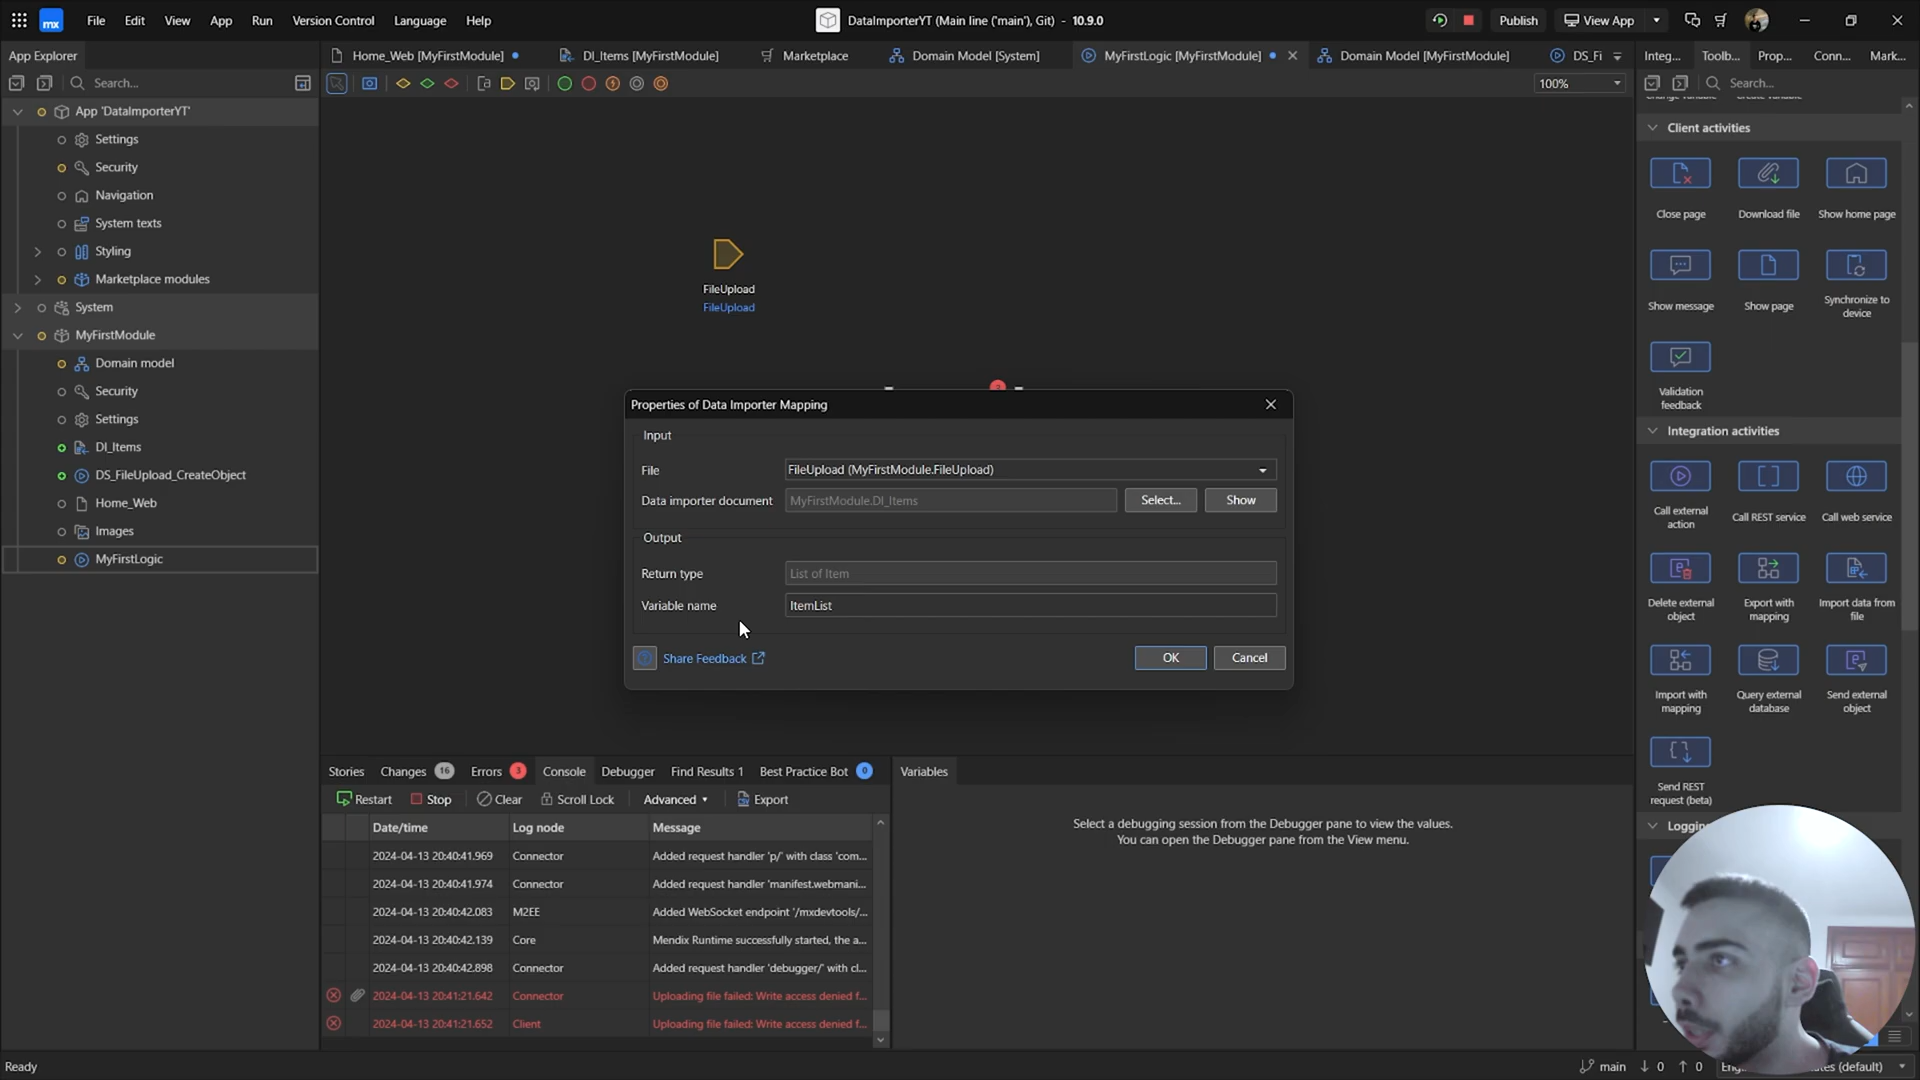 mx File Edit View App Run Version Control Language Help
DataImporterYT (Main line ('main'), Git) - 10.9.0
Publish View App
App Explorer
Home_Web [MyFirstModule] DI_Items [MyFirstModule] Marketplace Domain Model [System] MyFirstLogic [MyFirstModule] Domain Model [MyFirstModule] DS_Fi
Integ... Toolb... Prop... Conn... Mark...
Search...
100%
Search...
App 'DataImporterYT'
Settings
Security
Navigation
System texts
Styling
Marketplace modules
System
MyFirstModule
Domain model
Security
Settings
DI_Items
DS_FileUpload_CreateObject
Home_Web
Images
MyFirstLogic
FileUpload
FileUpload
Properties of Data Importer Mapping
Input
File FileUpload (MyFirstModule.FileUpload)
Data importer document MyFirstModule.DI_Items Select... Show
Output
Return type List of Item
Variable name ItemList
Share Feedback OK Cancel
Client activities
Close page Download file Show home page
Show message Show page Synchronize to
device
Validation
feedback
Integration activities
Call external
action Call REST service Call web service
Delete external
object Export with
mapping Import data from
file
Import with
mapping Query external
database Send external
object
Send REST
request (beta)
Stories Changes 16 Errors 3 Console Debugger Find Results 1 Best Practice Bot 0
Restart Stop Clear Scroll Lock Advanced Export
Date/time Log node Message
2024-04-13 20:40:41.969 Connector Added request handler 'p/' with class 'com...
2024-04-13 20:40:41.974 Connector Added request handler 'manifest.webmani...
2024-04-13 20:40:42.083 M2EE Added WebSocket endpoint '/mxdevtools/...
2024-04-13 20:40:42.139 Core Mendix Runtime successfully started, the a...
2024-04-13 20:40:42.898 Connector Added request handler 'debugger/' with cl...
2024-04-13 20:41:21.642 Connector Uploading file failed: Write access denied f...
2024-04-13 20:41:21.652 Client Uploading file failed: Write access denied f...
Variables
Select a debugging session from the Debugger pane to view the values.
You can open the Debugger pane from the View menu.
Ready
main 0 0 (default)